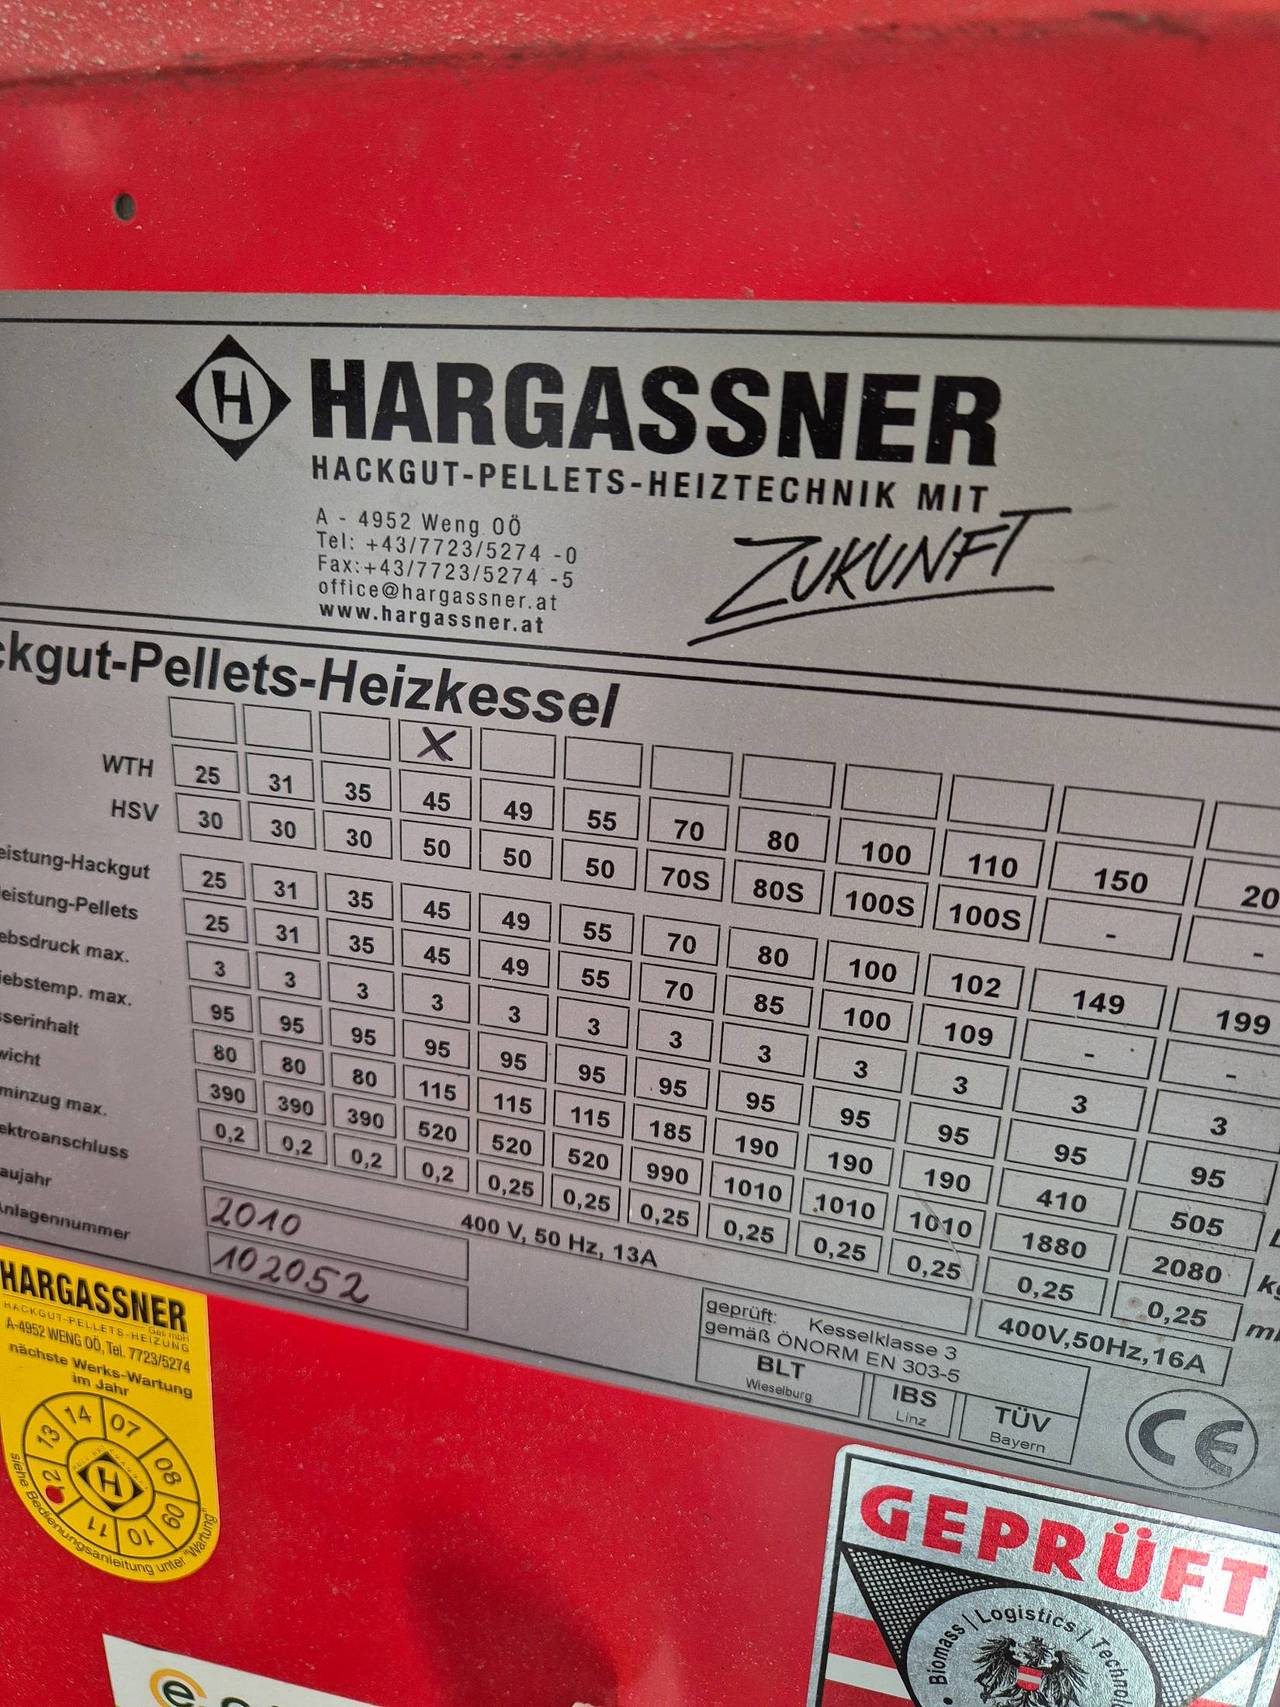 H HARGASSNER
HACKGUT-PELLETS-HEIZTECHNIK MIT
ZUKUNFT
A - 4952 Weng OÖ
Tel: +43/7723/5274 -0
Fax:+43/7723/5274 -5
office@hargassner.at
www.hargassner.at
ckgut-Pellets-Heizkessel
X
WTH 25 31 35 45 49 55 70 80 100 110 150 20
HSV 30 30 30 50 50 50 70S 80S 100S 100S - -
eistung-Hackgut 25 31 35 45 49 55 70 80 100 102 149 199
eistung-Pellets 25 31 35 45 49 55 70 85 100 109 - -
ebsdruck max. 3 3 3 3 3 3 3 3 3 3 3 3
iebstemp. max. 95 95 95 95 95 95 95 95 95 95 95 95
sserinhalt 80 80 80 115 115 115 185 190 190 190 410 505
wicht 390 390 390 520 520 520 990 1010 1010 1010 1880 2080 kg
minzug max. 0,2 0,2 0,2 0,2 0,25 0,25 0,25 0,25 0,25 0,25 0,25 0,25
ektroanschluss 400 V, 50 Hz, 13A 400V,50Hz,16A
aujahr 2010
Anlagennummer 102052
geprüft: Kesselklasse 3
gemäß ÖNORM EN 303-5
BLT IBS TÜV
Wieselburg Linz Bayern
CE
HARGASSNER
Ges mbH
HACKGUT-PELLETS-HEIZUNG
A-4952 WENG OÖ, Tel. 7723/5274
nächste Werks-Wartung
im Jahr
07 08 09 10 11 12 13 14
H
siehe Bedienungsanleitung unter "Wartung"
GEPRÜFT
Biomass | Logistics / Techno
e